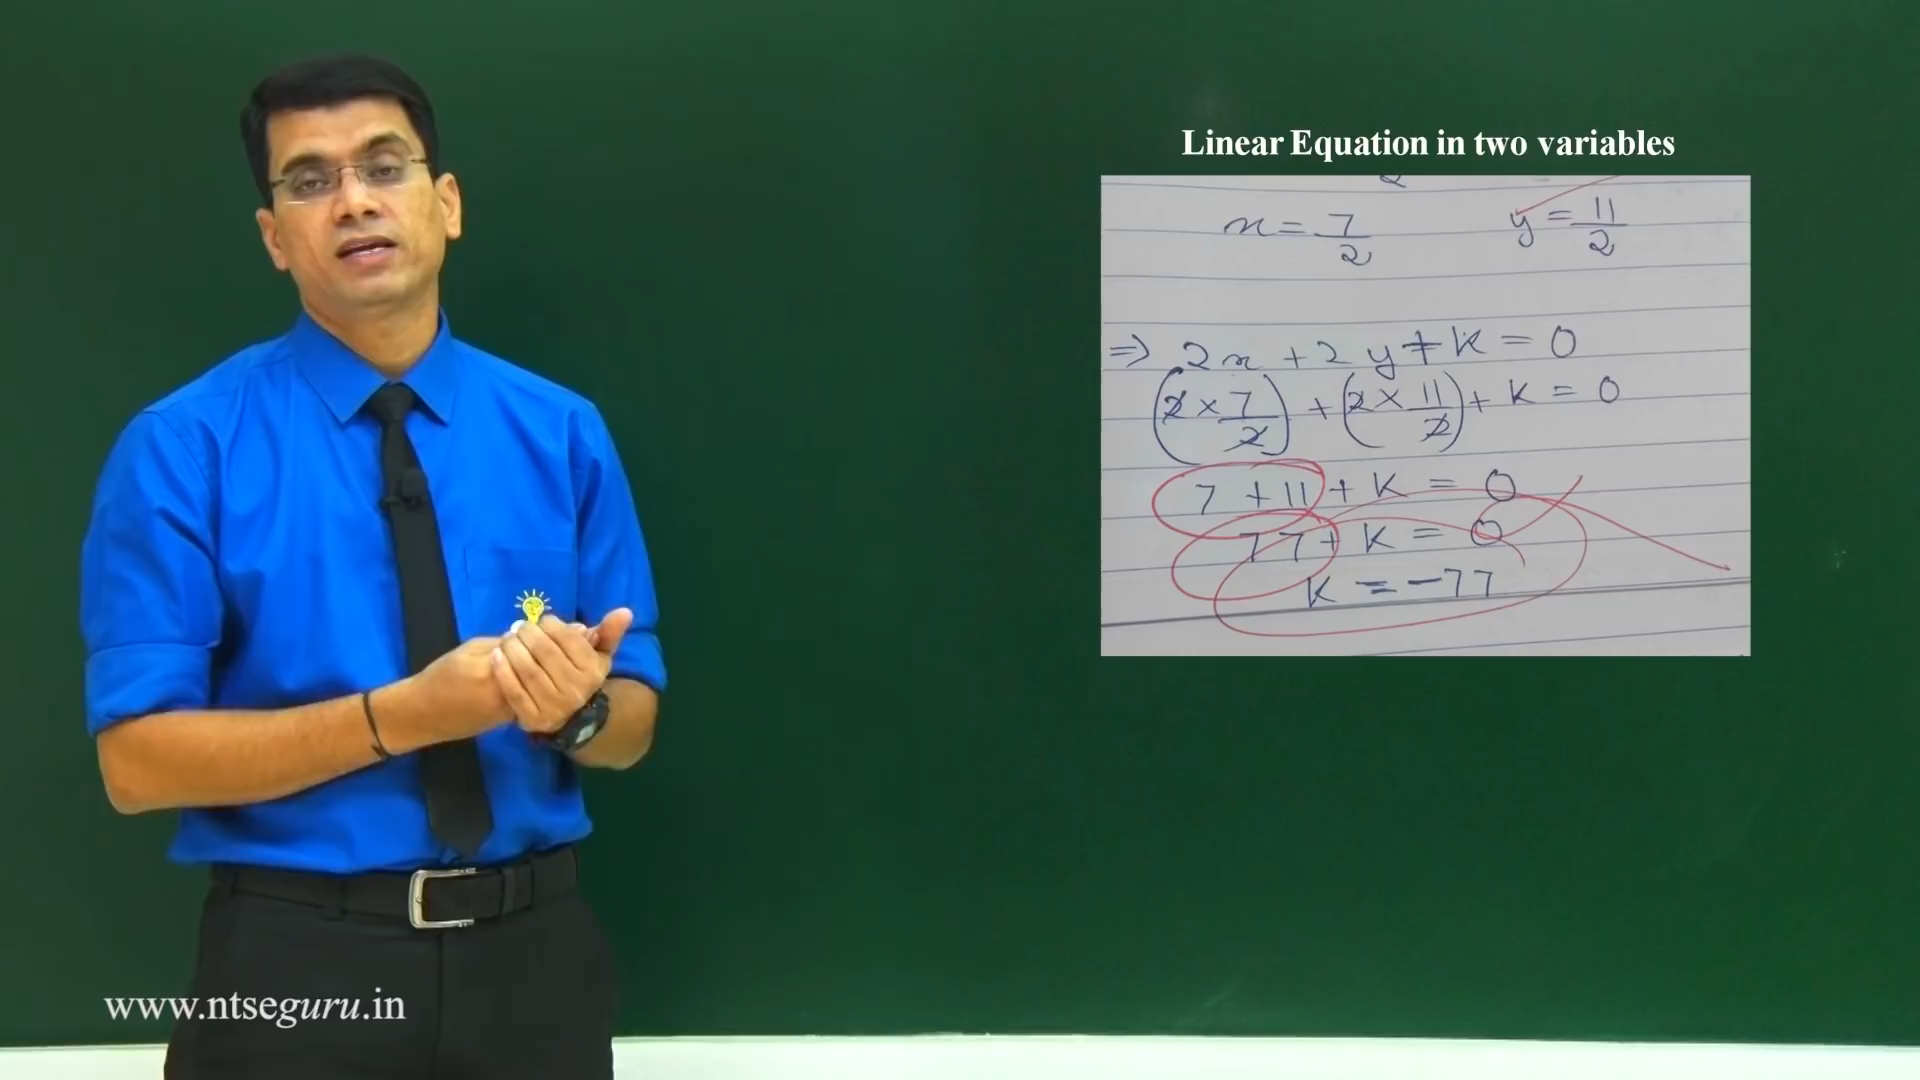 Linear Equation in two variables
x = 7/2 y = 11/2
⇒ 2x + 2y + k = 0
(2 × 7/2) + (2 × 11/2) + k = 0
7 + 11 + k = 0
77 + k = 0
k = -77
www.ntseguru.in